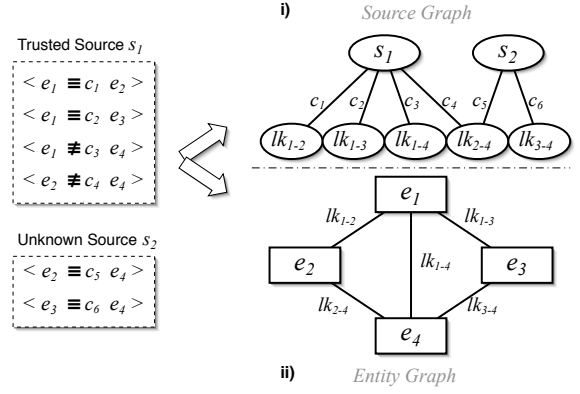 i)
Source Graph
Trusted Source s1
< e1 ≡ c1 e2 >
< e1 ≡ c2 e3 >
< e1 ≢ c3 e4 >
< e2 ≢ c4 e4 >
Unknown Source s2
< e2 ≡ c5 e4 >
< e3 ≡ c6 e4 >
s1 s2
c1 c2 c3 c4 c5 c6
lk1-2 lk1-3 lk1-4 lk2-4 lk3-4
e1
lk1-2 lk1-3
e2 lk1-4 e3
lk2-4 lk3-4
e4
ii)
Entity Graph